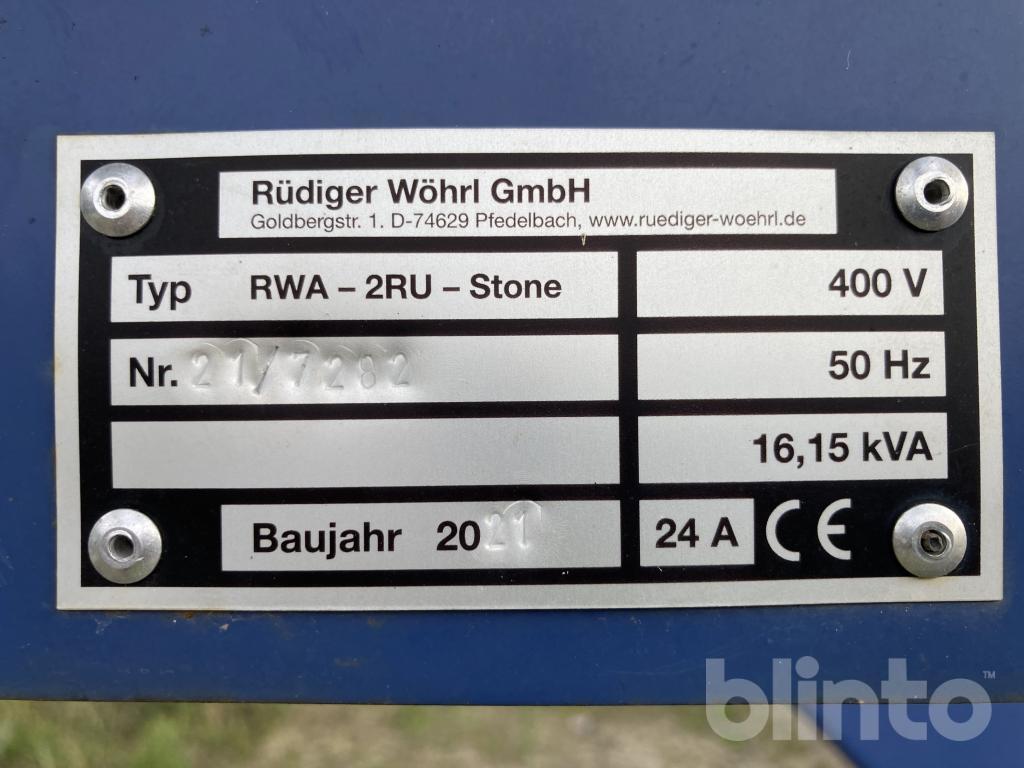 Rüdiger Wöhrl GmbH
Goldbergstr. 1. D-74629 Pfedelbach, www.ruediger-woehrl.de
Typ RWA – 2RU – Stone
400 V
Nr. 21/7282
50 Hz
16,15 kVA
Baujahr 2021
24 A CE
blinto™